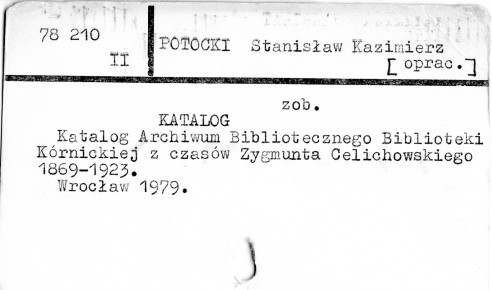 78 210
II
POTOCKI Stanisław Kazimierz
[oprac.]
zob.
KATALOG
Katalog Archiwum Bibliotecznego Biblioteki
Kórnickiej z czasów Zygmunta Celichowskiego
1869-1923.
Wrocław 1979.